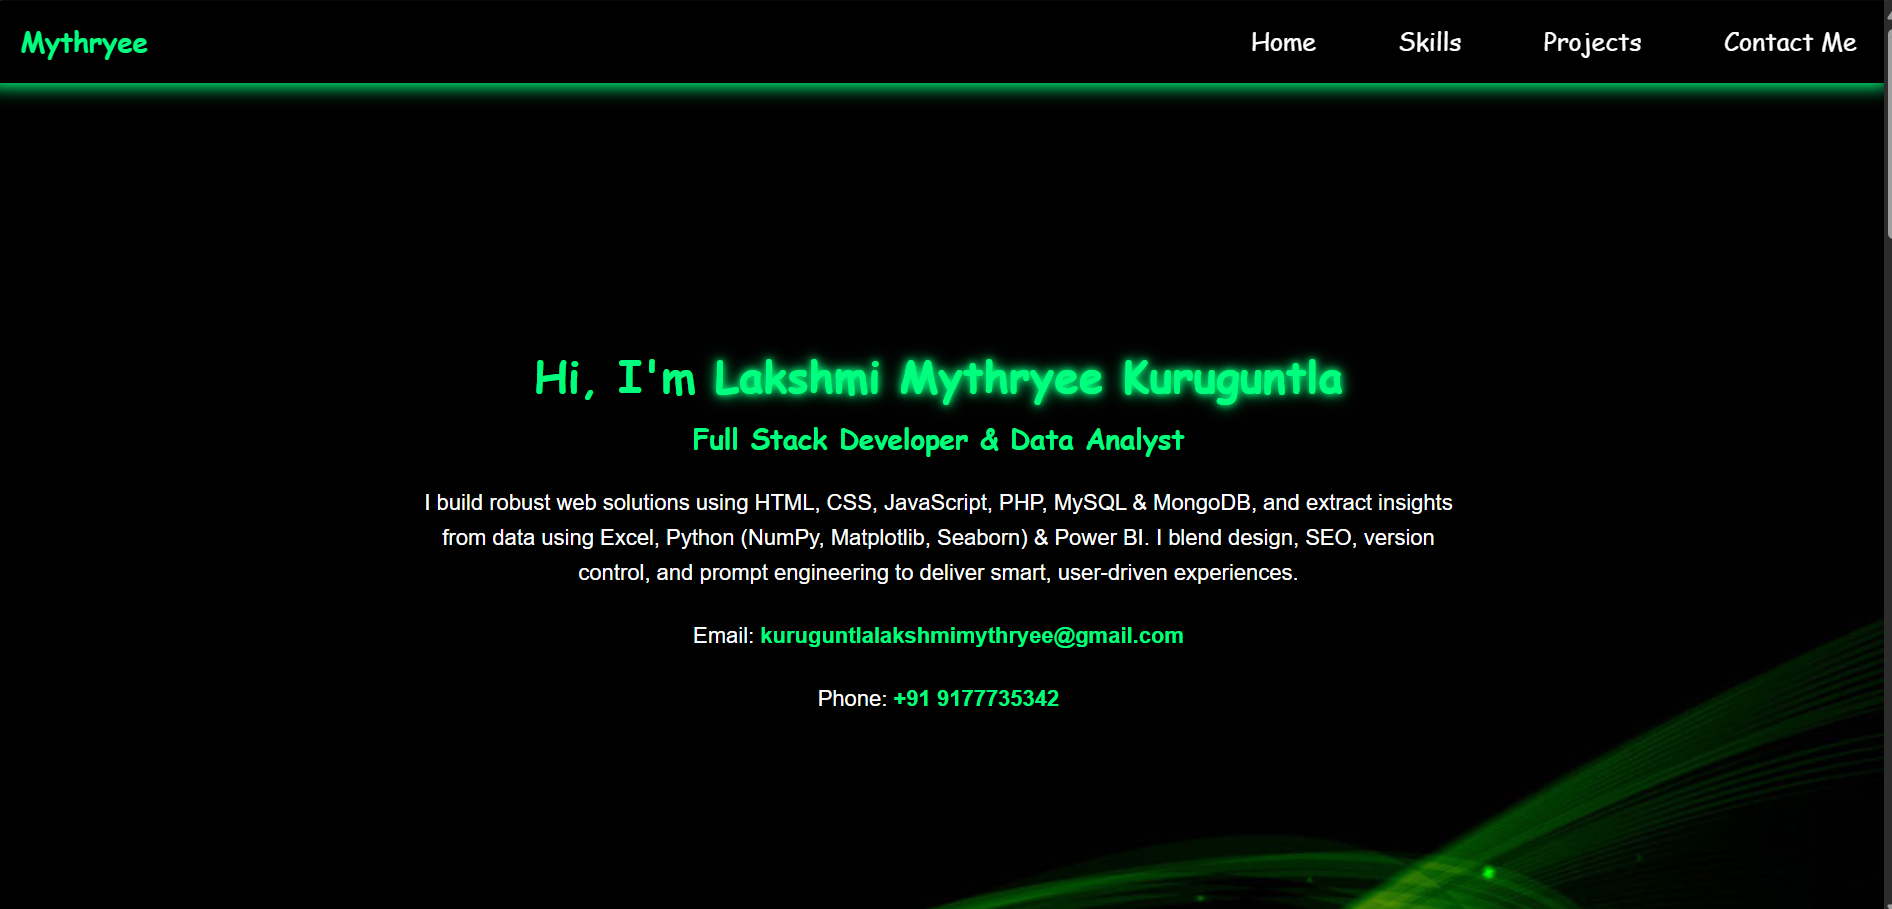 Mythryee
Home
Skills
Projects
Contact Me
Hi, I'm Lakshmi Mythryee Kuruguntla
Full Stack Developer & Data Analyst
I build robust web solutions using HTML, CSS, JavaScript, PHP, MySQL & MongoDB, and extract insights
from data using Excel, Python (NumPy, Matplotlib, Seaborn) & Power BI. I blend design, SEO, version
control, and prompt engineering to deliver smart, user-driven experiences.
Email: kuruguntlalakshmimythryee@gmail.com
Phone: +91 9177735342